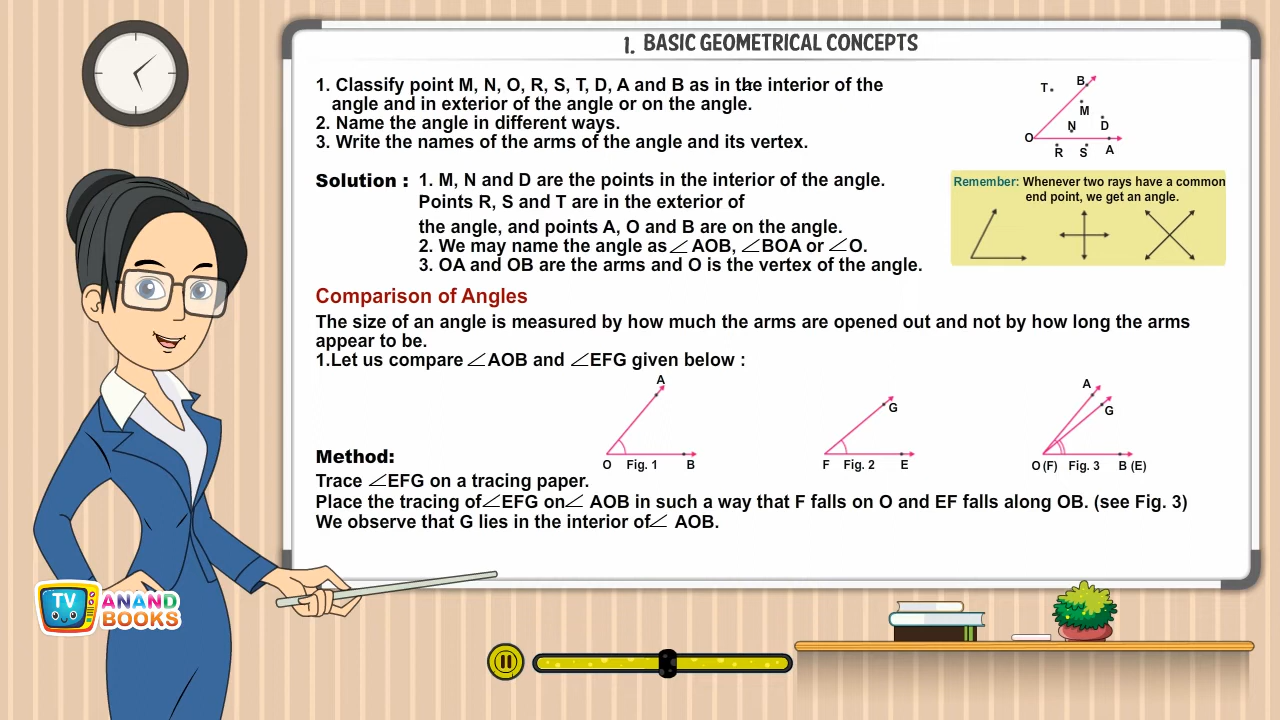 1. BASIC GEOMETRICAL CONCEPTS
1. Classify point M, N, O, R, S, T, D, A and B as in the interior of the
angle and in exterior of the angle or on the angle.
2. Name the angle in different ways.
3. Write the names of the arms of the angle and its vertex.
T B
M
N D
O
R S A
Solution : 1. M, N and D are the points in the interior of the angle.
Points R, S and T are in the exterior of
the angle, and points A, O and B are on the angle.
2. We may name the angle as ∠ AOB, ∠BOA or ∠O.
3. OA and OB are the arms and O is the vertex of the angle.
Remember: Whenever two rays have a common
end point, we get an angle.
Comparison of Angles
The size of an angle is measured by how much the arms are opened out and not by how long the arms
appear to be.
1.Let us compare ∠AOB and ∠EFG given below :
A
O Fig. 1 B
G
F Fig. 2 E
A
G
O (F) Fig. 3 B (E)
Method:
Trace ∠EFG on a tracing paper.
Place the tracing of∠EFG on∠ AOB in such a way that F falls on O and EF falls along OB. (see Fig. 3)
We observe that G lies in the interior of∠ AOB.
TV ANAND
BOOKS